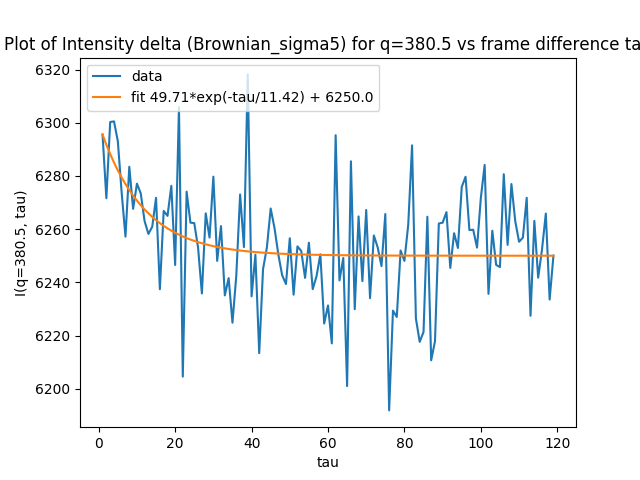 Plot of Intensity delta (Brownian_sigma5) for q=380.5 vs frame difference ta
6320
6300
6280
6260
6240
6220
6200
I(q=380.5, tau)
data
fit 49.71*exp(-tau/11.42) + 6250.0
0 20 40 60 80 100 120
tau